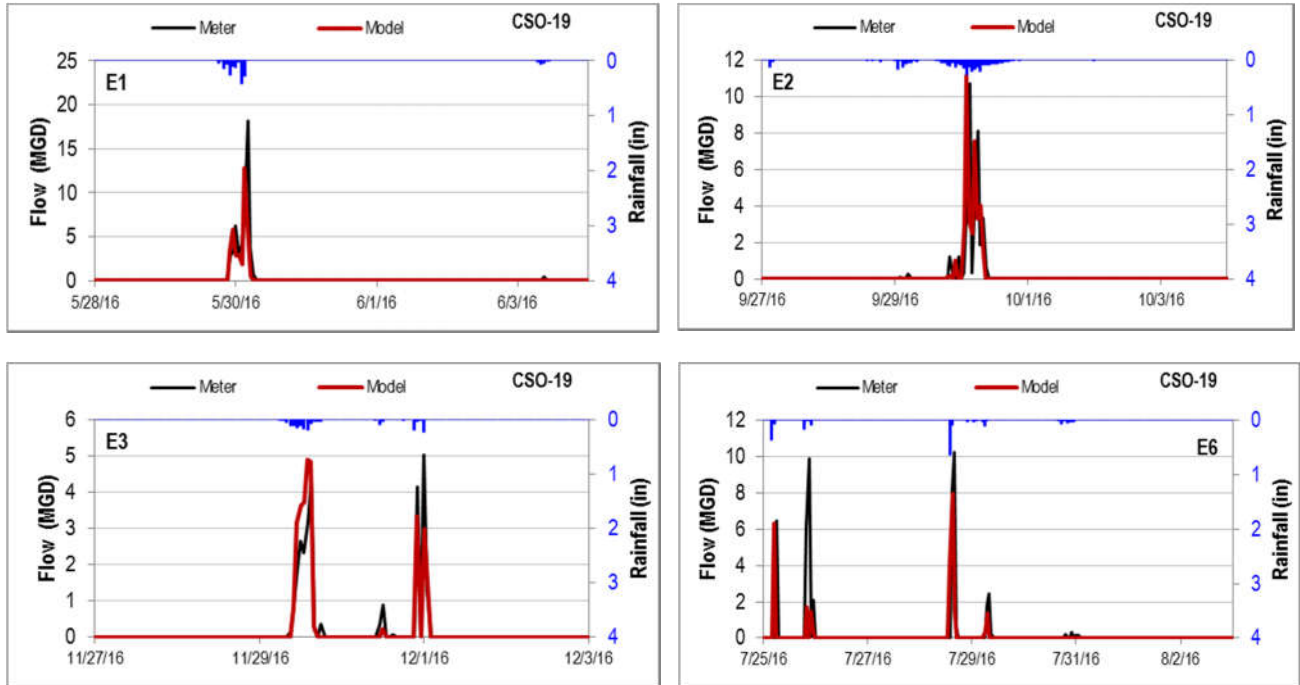 Meter Model CSO-19
E1
Flow (MGD)
25
20
15
10
5
0
0
1
2
3
4
Rainfall (in)
5/28/16 5/30/16 6/1/16 6/3/16
Meter Model CSO-19
E2
Flow (MGD)
12
10
8
6
4
2
0
0
1
2
3
4
Rainfall (in)
9/27/16 9/29/16 10/1/16 10/3/16
Meter Model CSO-19
E3
Flow (MGD)
6
5
4
3
2
1
0
0
1
2
3
4
Rainfall (in)
11/27/16 11/29/16 12/1/16 12/3/16
Meter Model CSO-19
E6
Flow (MGD)
12
10
8
6
4
2
0
0
1
2
3
4
Rainfall (in)
7/25/16 7/27/16 7/29/16 7/31/16 8/2/16